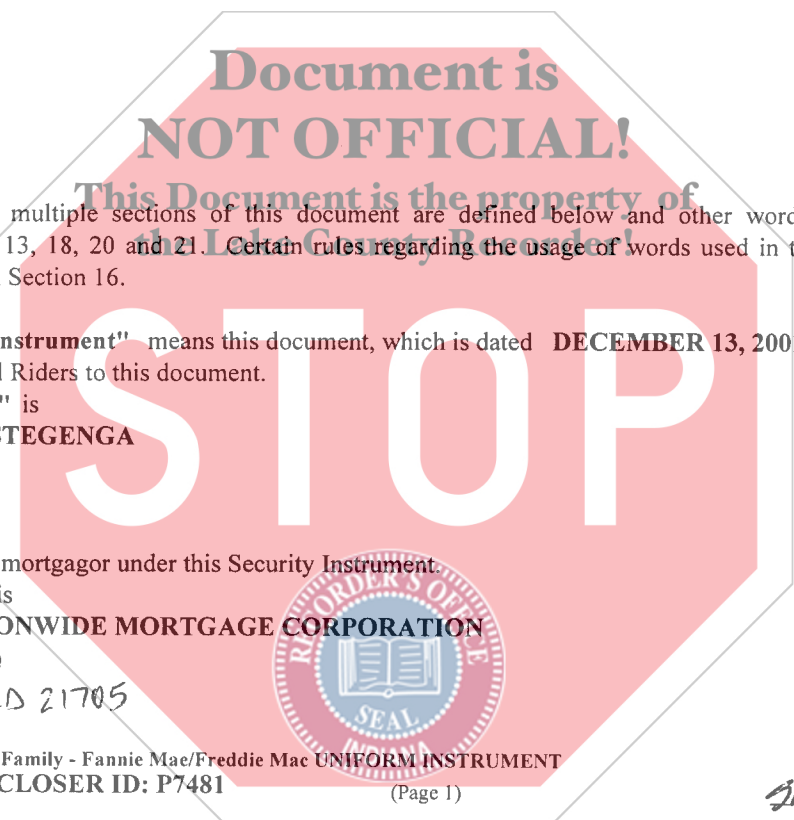 Document is
NOT OFFICIAL!
This Document is the property of
the Lake County Recorder!
multiple sections of this document are defined below and other
13, 18, 20 and 21. Certain rules regarding the usage of words used in
Section 16.
nstrument" means this document, which is dated DECEMBER 13, 200
Riders to this document.
" is
STEGENGA
STOP
mortgagor under this Security Instrument.
is
ONWIDE MORTGAGE CORPORATION
D 21705
RECORDER'S OFFICE
SEAL
INDIANA
Family - Fannie Mae/Freddie Mac UNIFORM INSTRUMENT
CLOSER ID: P7481
(Page 1)